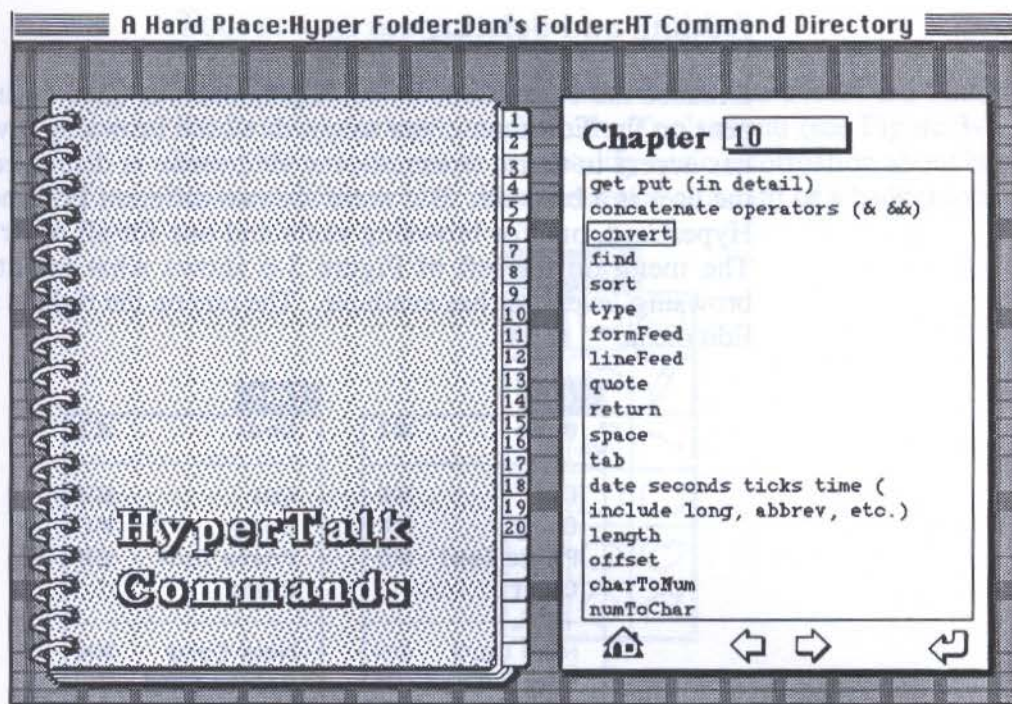 A Hard Place:Hyper Folder:Dan's Folder:HT Command Directory
HyperTalk
Commands
1
2
3
4
5
6
7
8
9
10
11
12
13
14
15
16
17
18
19
20
Chapter 10
get put (in detail)
concatenate operators (& &&)
convert
find
sort
type
formFeed
lineFeed
quote
return
space
tab
date seconds ticks time (
include long, abbrev, etc.)
length
offset
charToNum
numToChar